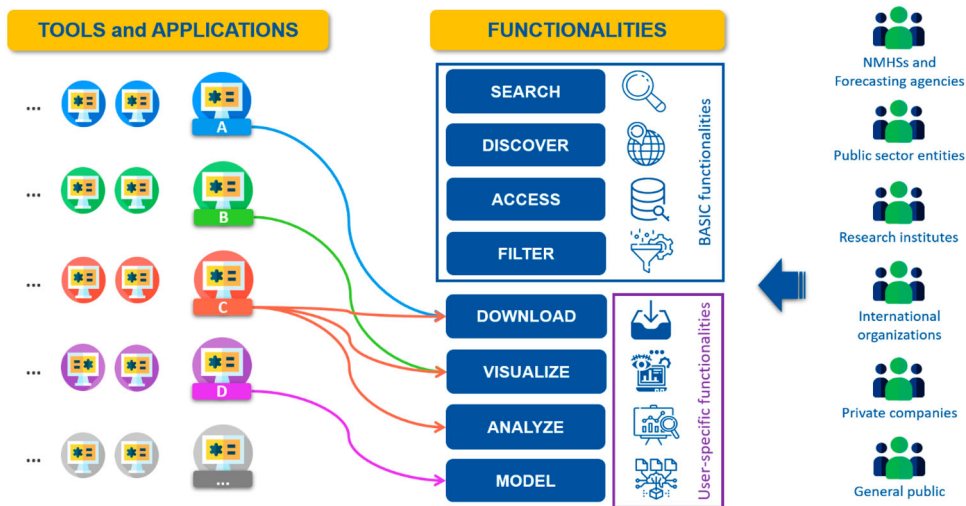 TOOLS and APPLICATIONS
FUNCTIONALITIES
...
A
...
B
...
C
...
D
...
...
SEARCH
DISCOVER
ACCESS
FILTER
BASIC functionalities
DOWNLOAD
VISUALIZE
ANALYZE
MODEL
User-specific functionalities
NMHSs and
Forecasting agencies
Public sector entities
Research institutes
International
organizations
Private companies
General public